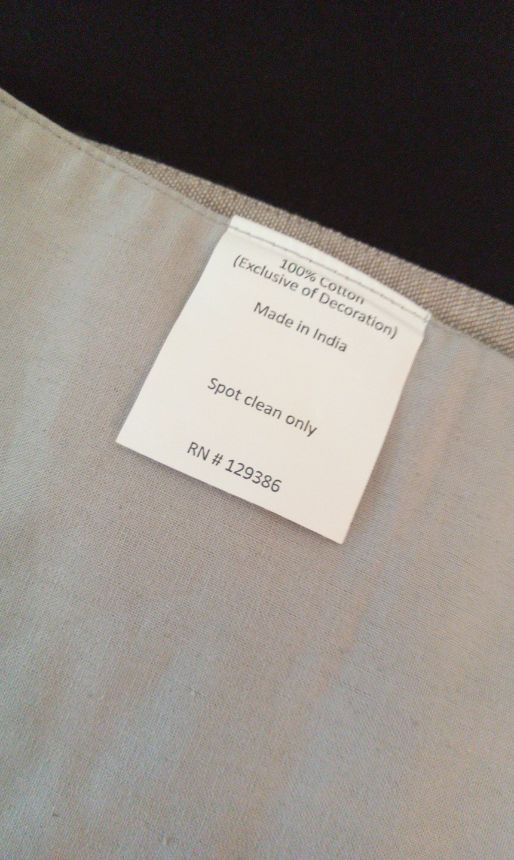 100% Cotton
(Exclusive of Decoration)
Made in India
Spot clean only
RN # 129386